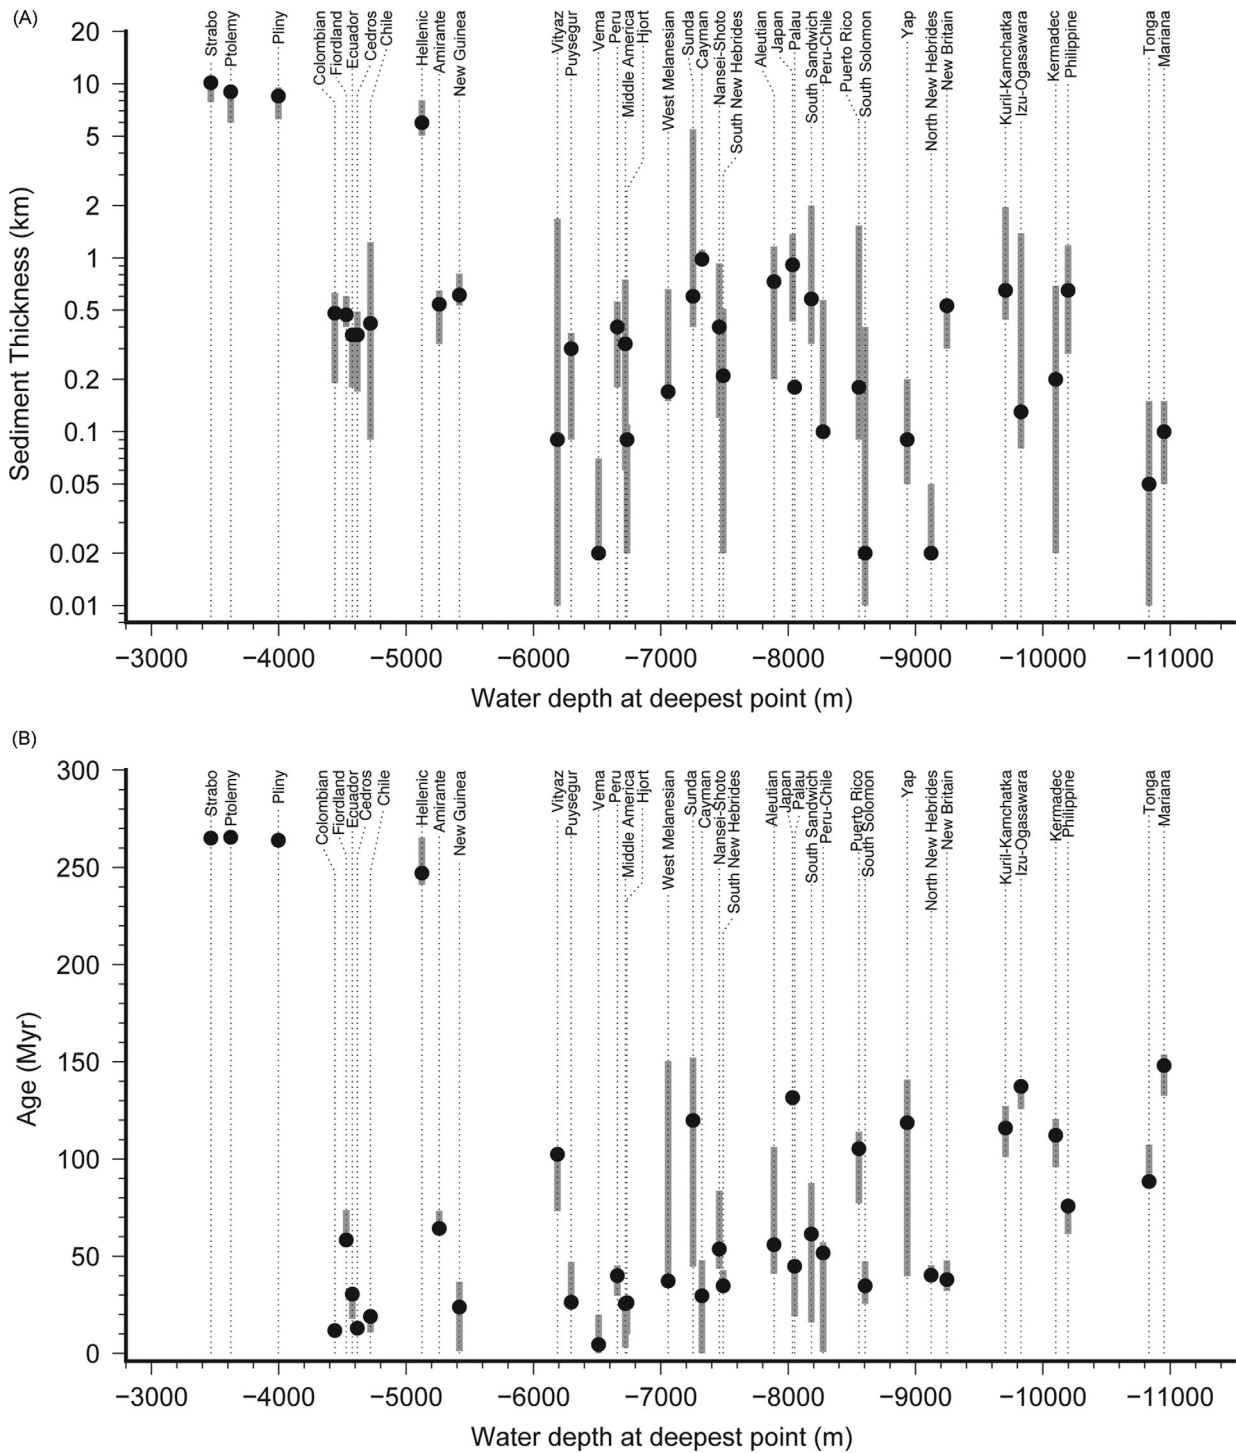 (A)
Strabo
Ptolemy
Pliny
Colombian
Fiordland
Ecuador
Cedros
Chile
Hellenic
Amirante
New Guinea
Vityaz
Puysegur
Vema
Peru
Middle America
Hjort
West Melanesian
Sunda
Cayman
Nansei-Shoto
South New Hebrides
Aleutian
Japan
Palau
South Sandwich
Peru-Chile
Puerto Rico
South Solomon
Yap
North New Hebrides
New Britain
Kuril-Kamchatka
Izu-Ogasawara
Kermadec
Philippine
Tonga
Mariana
Sediment Thickness (km)
20
10
5
2
1
0.5
0.2
0.1
0.05
0.02
0.01
−3000 −4000 −5000 −6000 −7000 −8000 −9000 −10000 −11000
Water depth at deepest point (m)
(B)
Strabo
Ptolemy
Pliny
Colombian
Fiordland
Ecuador
Cedros
Chile
Hellenic
Amirante
New Guinea
Vityaz
Puysegur
Vema
Peru
Middle America
Hjort
West Melanesian
Sunda
Cayman
Nansei-Shoto
South New Hebrides
Aleutian
Japan
Palau
South Sandwich
Peru-Chile
Puerto Rico
South Solomon
Yap
North New Hebrides
New Britain
Kuril-Kamchatka
Izu-Ogasawara
Kermadec
Philippine
Tonga
Mariana
Age (Myr)
300
250
200
150
100
50
0
−3000 −4000 −5000 −6000 −7000 −8000 −9000 −10000 −11000
Water depth at deepest point (m)